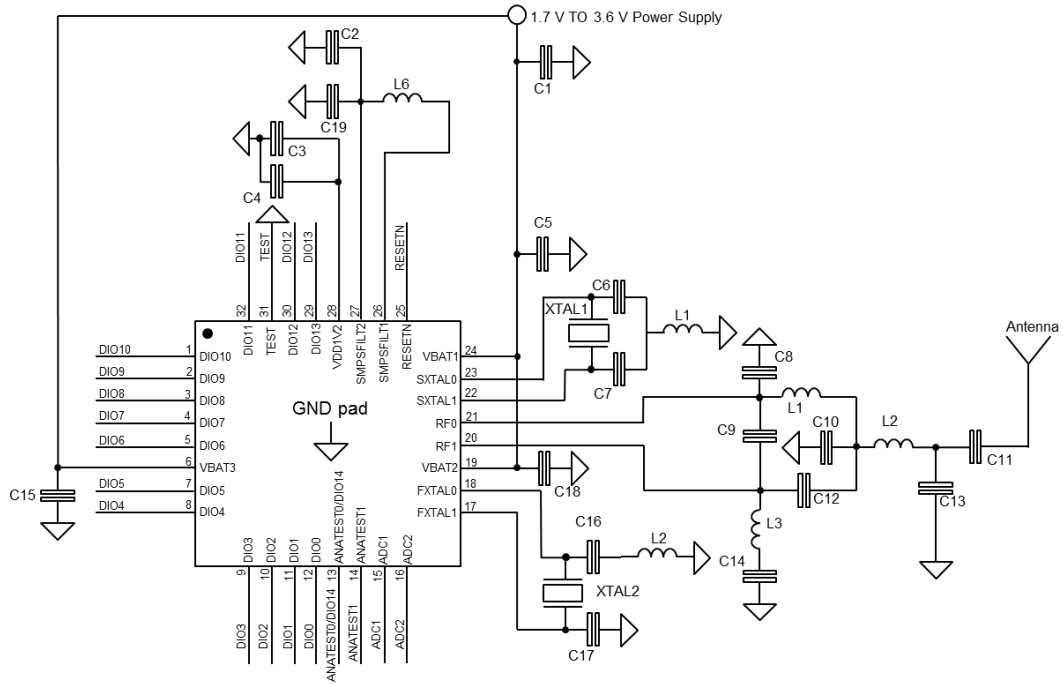 1.7 V TO 3.6 V Power Supply
C2
C1
L6
C19
C3
C4
C5
DIO11
TEST
DIO12
DIO13
RESETN
32
31
30
29
28
27
26
25
DIO11
TEST
DIO12
DIO13
VDD1V2
SMPSFILT2
SMPSFILT1
RESETN
C6
XTAL1
L1
C7
Antenna
C8
L1
C9
C10
L2
C11
C12
C13
L3
C14
DIO10 1 DIO10
DIO9 2 DIO9
DIO8 3 DIO8
DIO7 4 DIO7
DIO6 5 DIO6
6 VBAT3
DIO5 7 DIO5
DIO4 8 DIO4
C15
GND pad
VBAT1 24
SXTAL0 23
SXTAL1 22
RF0 21
RF1 20
VBAT2 19
FXTAL0 18
FXTAL1 17
C18
C16
L2
XTAL2
C17
DIO3
DIO2
DIO1
DIO0
ANATEST0/DIO14
ANATEST1
ADC1
ADC2
9
10
11
12
13
14
15
16
DIO3
DIO2
DIO1
DIO0
ANATEST0/DIO14
ANATEST1
ADC1
ADC2